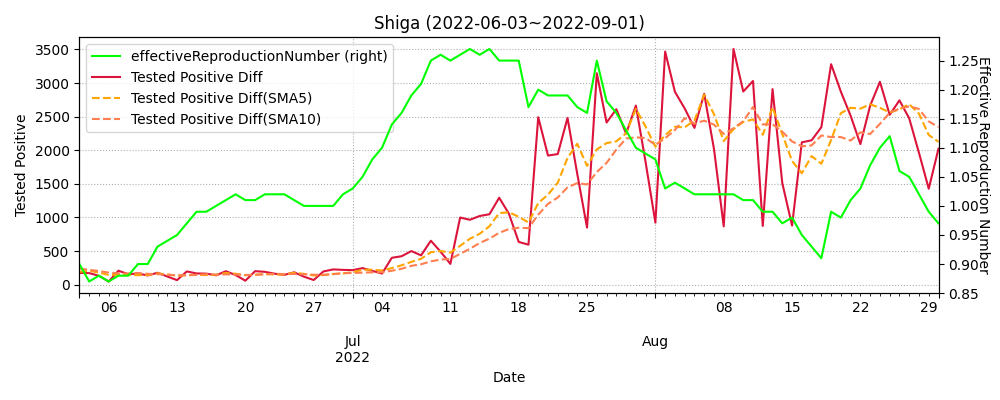 Shiga (2022-06-03~2022-09-01)
effectiveReproductionNumber (right)
Tested Positive Diff
Tested Positive Diff(SMA5)
Tested Positive Diff(SMA10)
Tested Positive
3500
3000
2500
2000
1500
1000
500
0
1.25
1.20
1.15
1.10
1.05
1.00
0.95
0.90
0.85
Effective Reproduction Number
06 13 20 27 04 11 18 25 08 15 22 29
Jul Aug
2022
Date